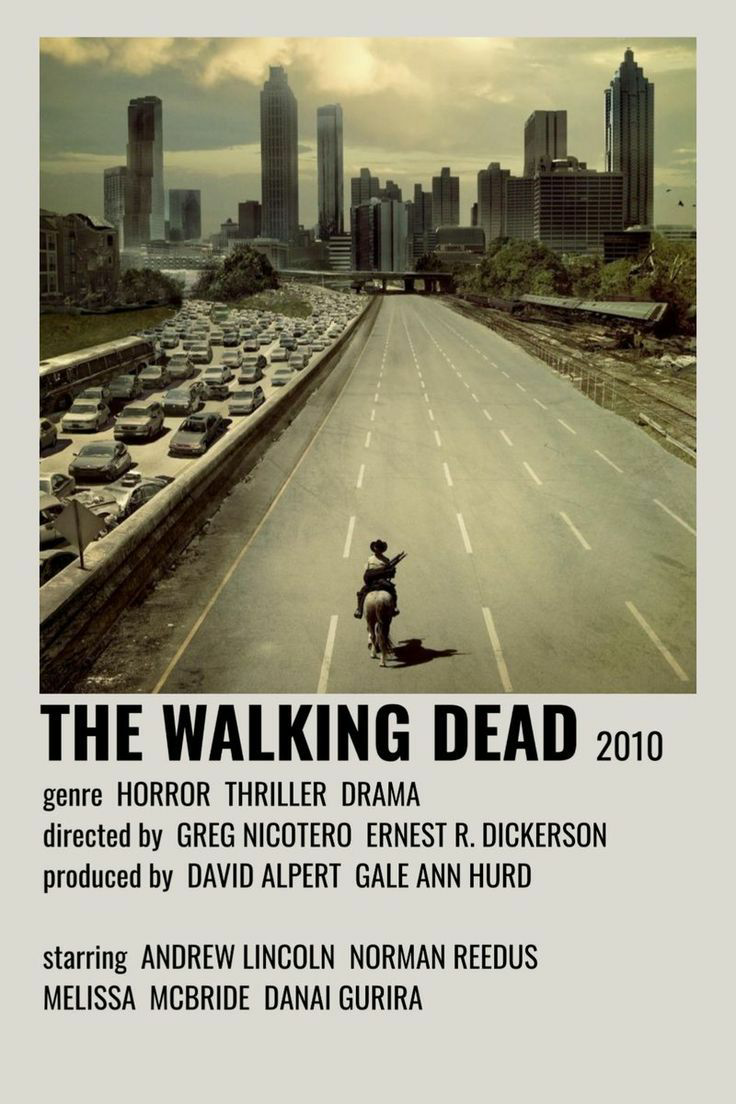 THE WALKING DEAD 2010
genre HORROR THRILLER DRAMA
directed by GREG NICOTERO ERNEST R. DICKERSON
produced by DAVID ALPERT GALE ANN HURD
starring ANDREW LINCOLN NORMAN REEDUS
MELISSA MCBRIDE DANAI GURIRA